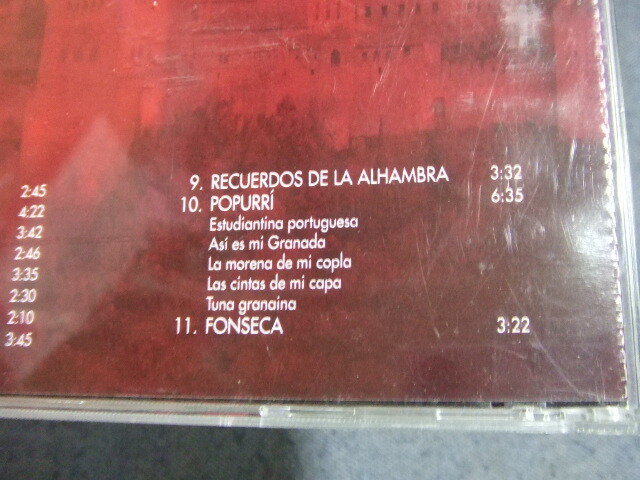 2:45
4:22
3:42
2:46
3:35
2:30
2:10
3:45
9. RECUERDOS DE LA ALHAMBRA 3:32
10. POPURRÍ 6:35
Estudiantina portuguesa
Así es mi Granada
La morena de mi copla
Las cintas de mi capa
Tuna granaína
11. FONSECA 3:22